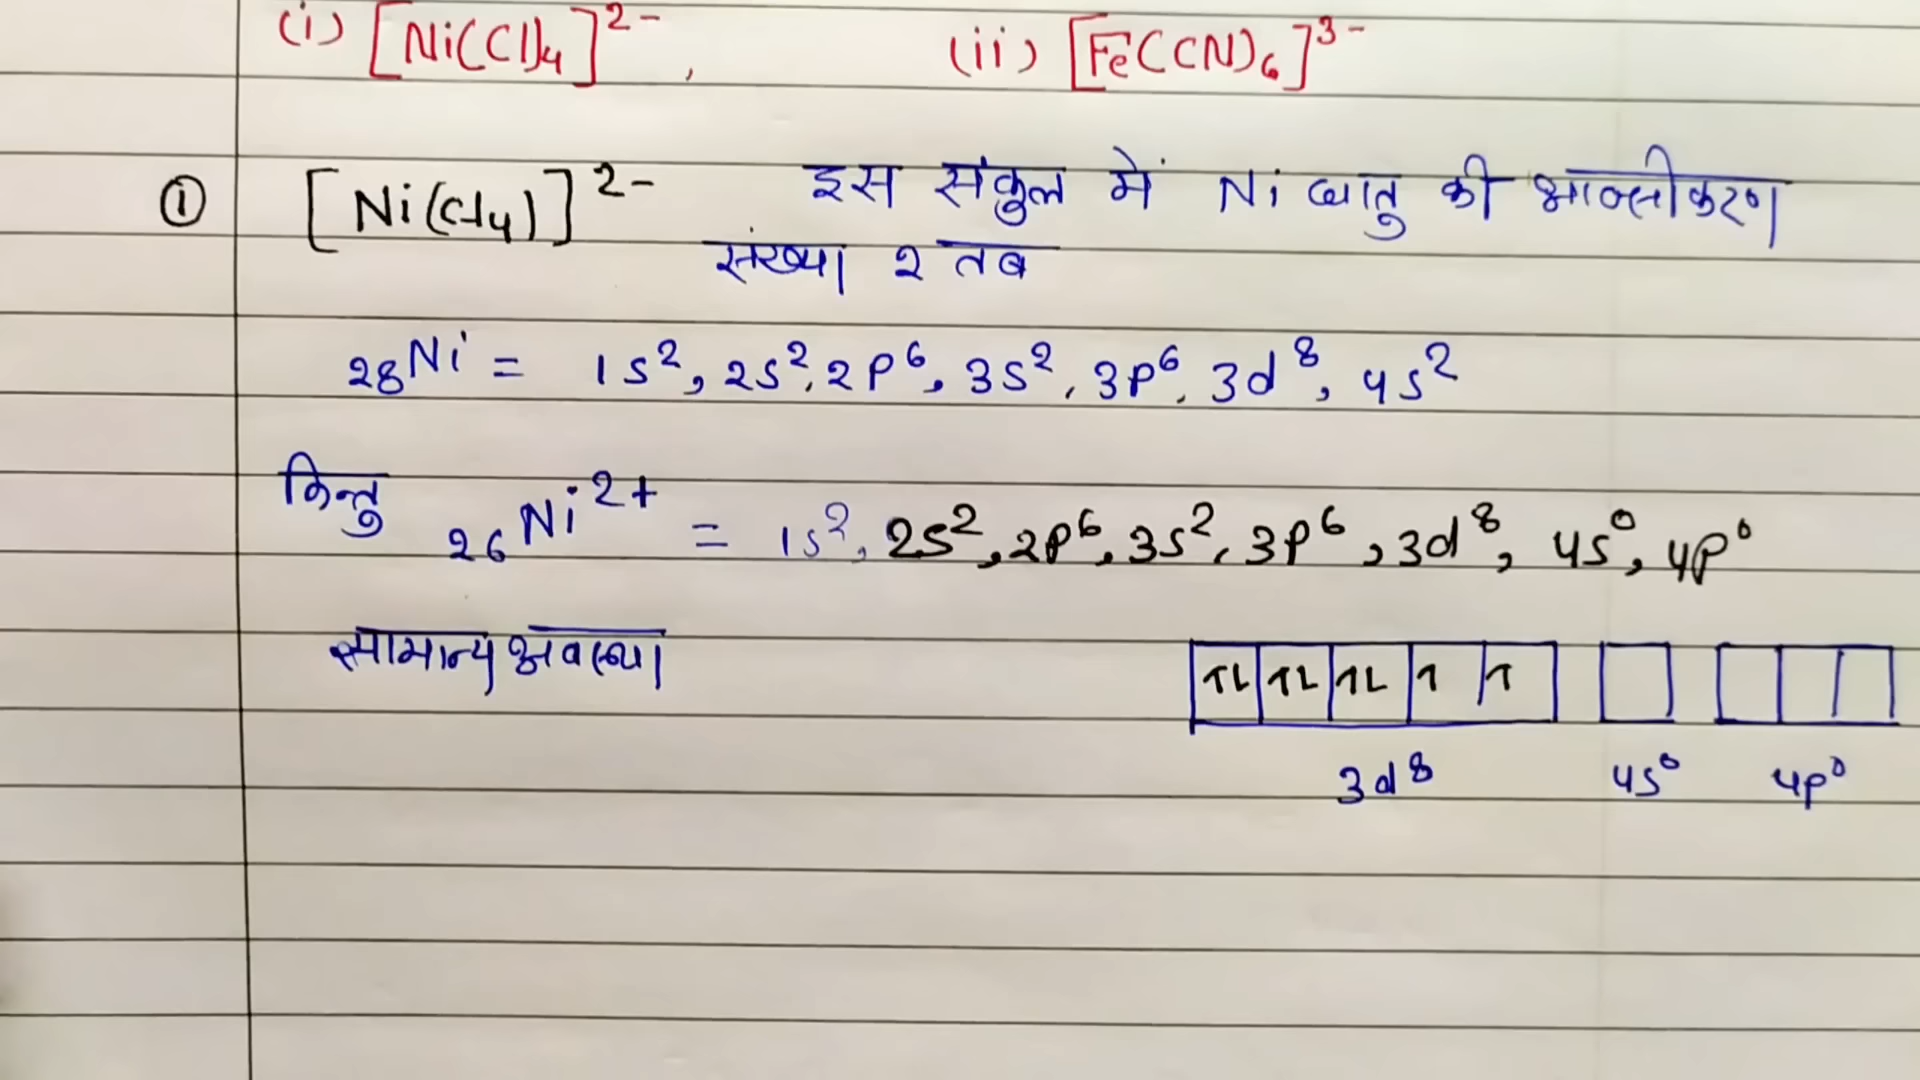 (i) [Ni(Cl)4]²⁻, (ii) [Fe(CN)6]³⁻
① [Ni(Cl4)]²⁻ इस संकुल में Ni धातु की आक्सीकरण
संख्या 2 तब
₂₈Ni = 1s², 2s², 2p⁶, 3s², 3p⁶, 3d⁸, 4s²
किन्तु ₂₆Ni²⁺ = 1s², 2s², 2p⁶, 3s², 3p⁶, 3d⁸, 4s⁰, 4p⁰
सामान्य अवस्था ↑↓ ↑↓ ↑↓ ↑ ↑
3d⁸ 4s⁰ 4p⁰